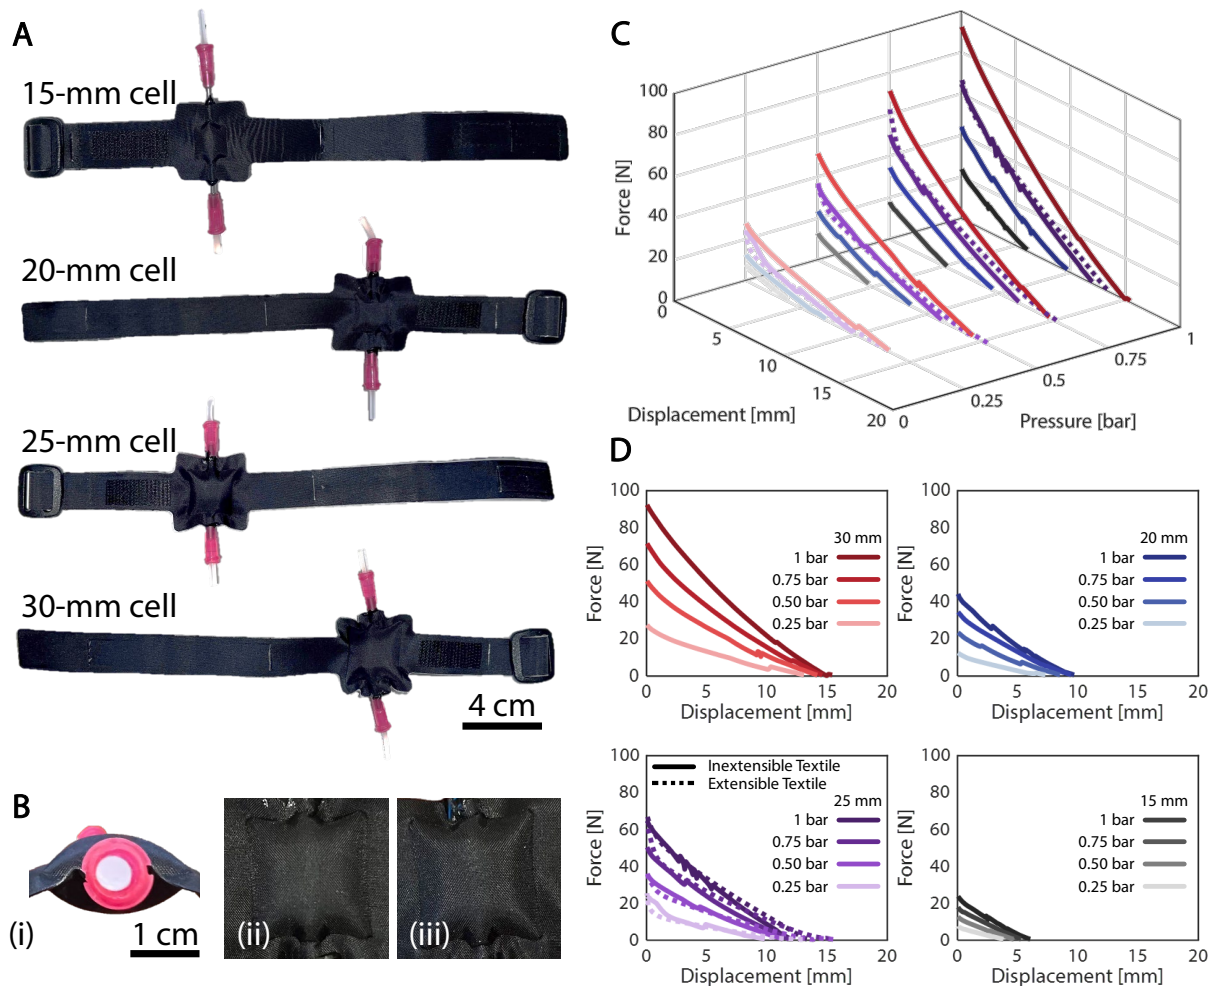 A
15-mm cell
20-mm cell
25-mm cell
30-mm cell
4 cm
B
(i)
1 cm
(ii)
(iii)
C
Force [N]
100
80
60
40
20
0
0
5
10
15
20
Displacement [mm]
0
0.25
0.5
0.75
1
Pressure [bar]
D
Force [N]
100
80
60
40
20
0
30 mm
1 bar
0.75 bar
0.50 bar
0.25 bar
0
5
10
15
20
Displacement [mm]
Force [N]
100
80
60
40
20
0
20 mm
1 bar
0.75 bar
0.50 bar
0.25 bar
0
5
10
15
20
Displacement [mm]
Force [N]
100
80
60
40
20
0
Inextensible Textile
Extensible Textile
25 mm
1 bar
0.75 bar
0.50 bar
0.25 bar
0
5
10
15
20
Displacement [mm]
Force [N]
100
80
60
40
20
0
15 mm
1 bar
0.75 bar
0.50 bar
0.25 bar
0
5
10
15
20
Displacement [mm]